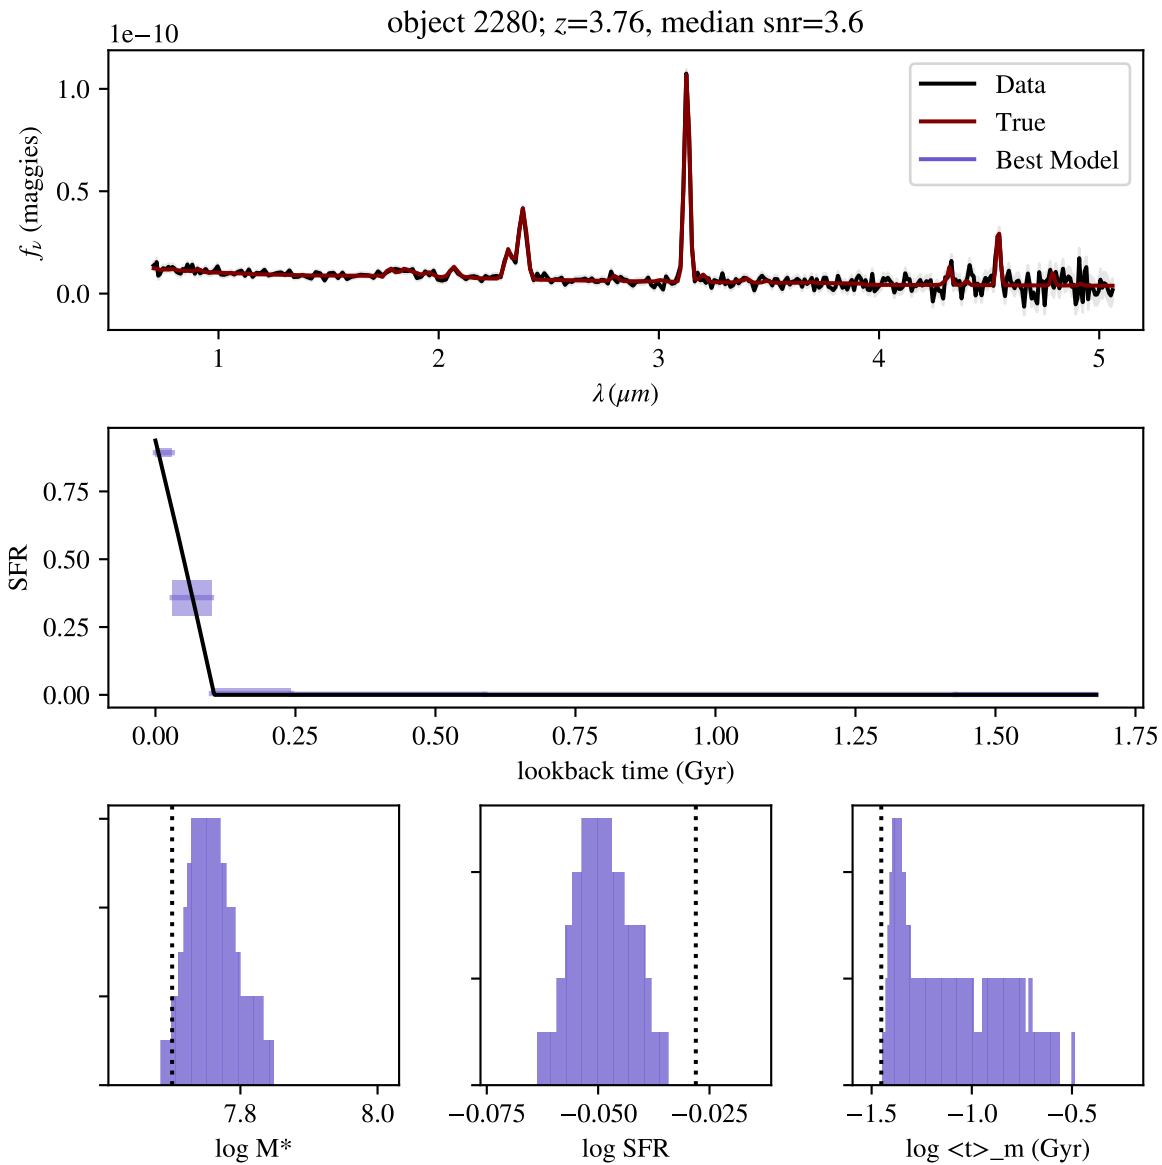 object 2280; z=3.76, median snr=3.6
1e−10
1.0
0.5
0.0
fν (maggies)
Data
True
Best Model
1 2 3 4 5
λ(μm)
0.75
0.50
0.25
0.00
SFR
0.00 0.25 0.50 0.75 1.00 1.25 1.50 1.75
lookback time (Gyr)
7.8 8.0
log M*
−0.075 −0.050 −0.025
log SFR
−1.5 −1.0 −0.5
log <t>_m (Gyr)